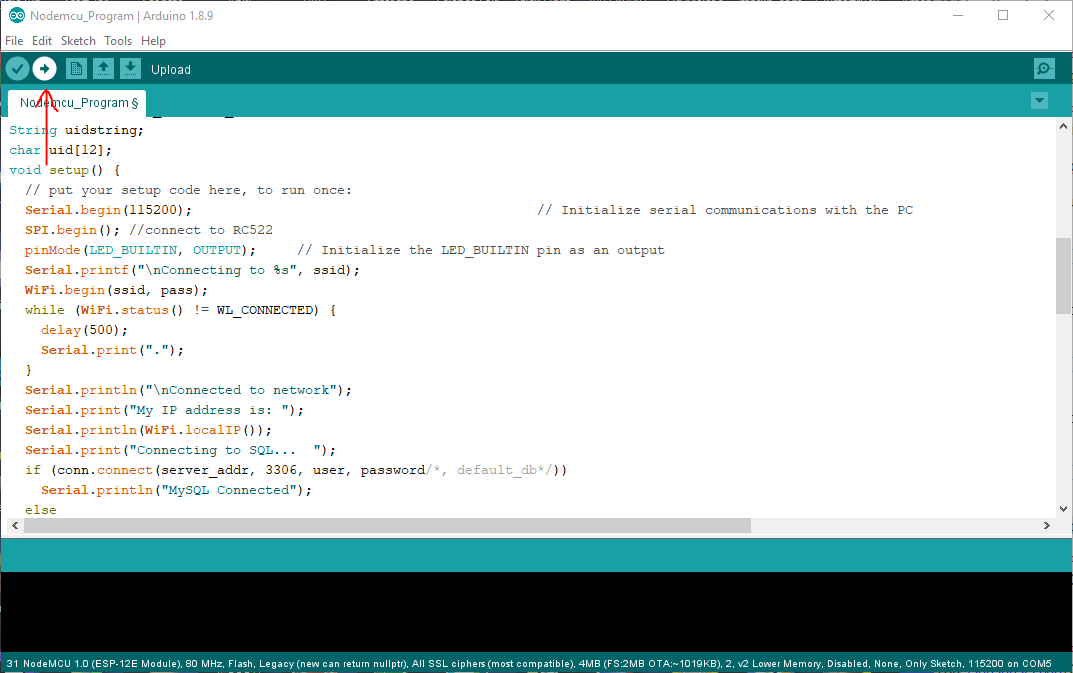 Nodemcu_Program | Arduino 1.8.9
File Edit Sketch Tools Help
Upload
Nodemcu_Program §
String uidstring;
char uid[12];
void setup() {
// put your setup code here, to run once:
Serial.begin(115200); // Initialize serial communications with the PC
SPI.begin(); //connect to RC522
pinMode(LED_BUILTIN, OUTPUT); // Initialize the LED_BUILTIN pin as an output
Serial.printf("\nConnecting to %s", ssid);
WiFi.begin(ssid, pass);
while (WiFi.status() != WL_CONNECTED) {
delay(500);
Serial.print(".");
}
Serial.println("\nConnected to network");
Serial.print("My IP address is: ");
Serial.println(WiFi.localIP());
Serial.print("Connecting to SQL...  ");
if (conn.connect(server_addr, 3306, user, password/*, default_db*/))
Serial.println("MySQL Connected");
else
31 NodeMCU 1.0 (ESP-12E Module), 80 MHz, Flash, Legacy (new can return nullptr), All SSL ciphers (most compatible), 4MB (FS:2MB OTA:~1019KB), 2, v2 Lower Memory, Disabled, None, Only Sketch, 115200 on COM5